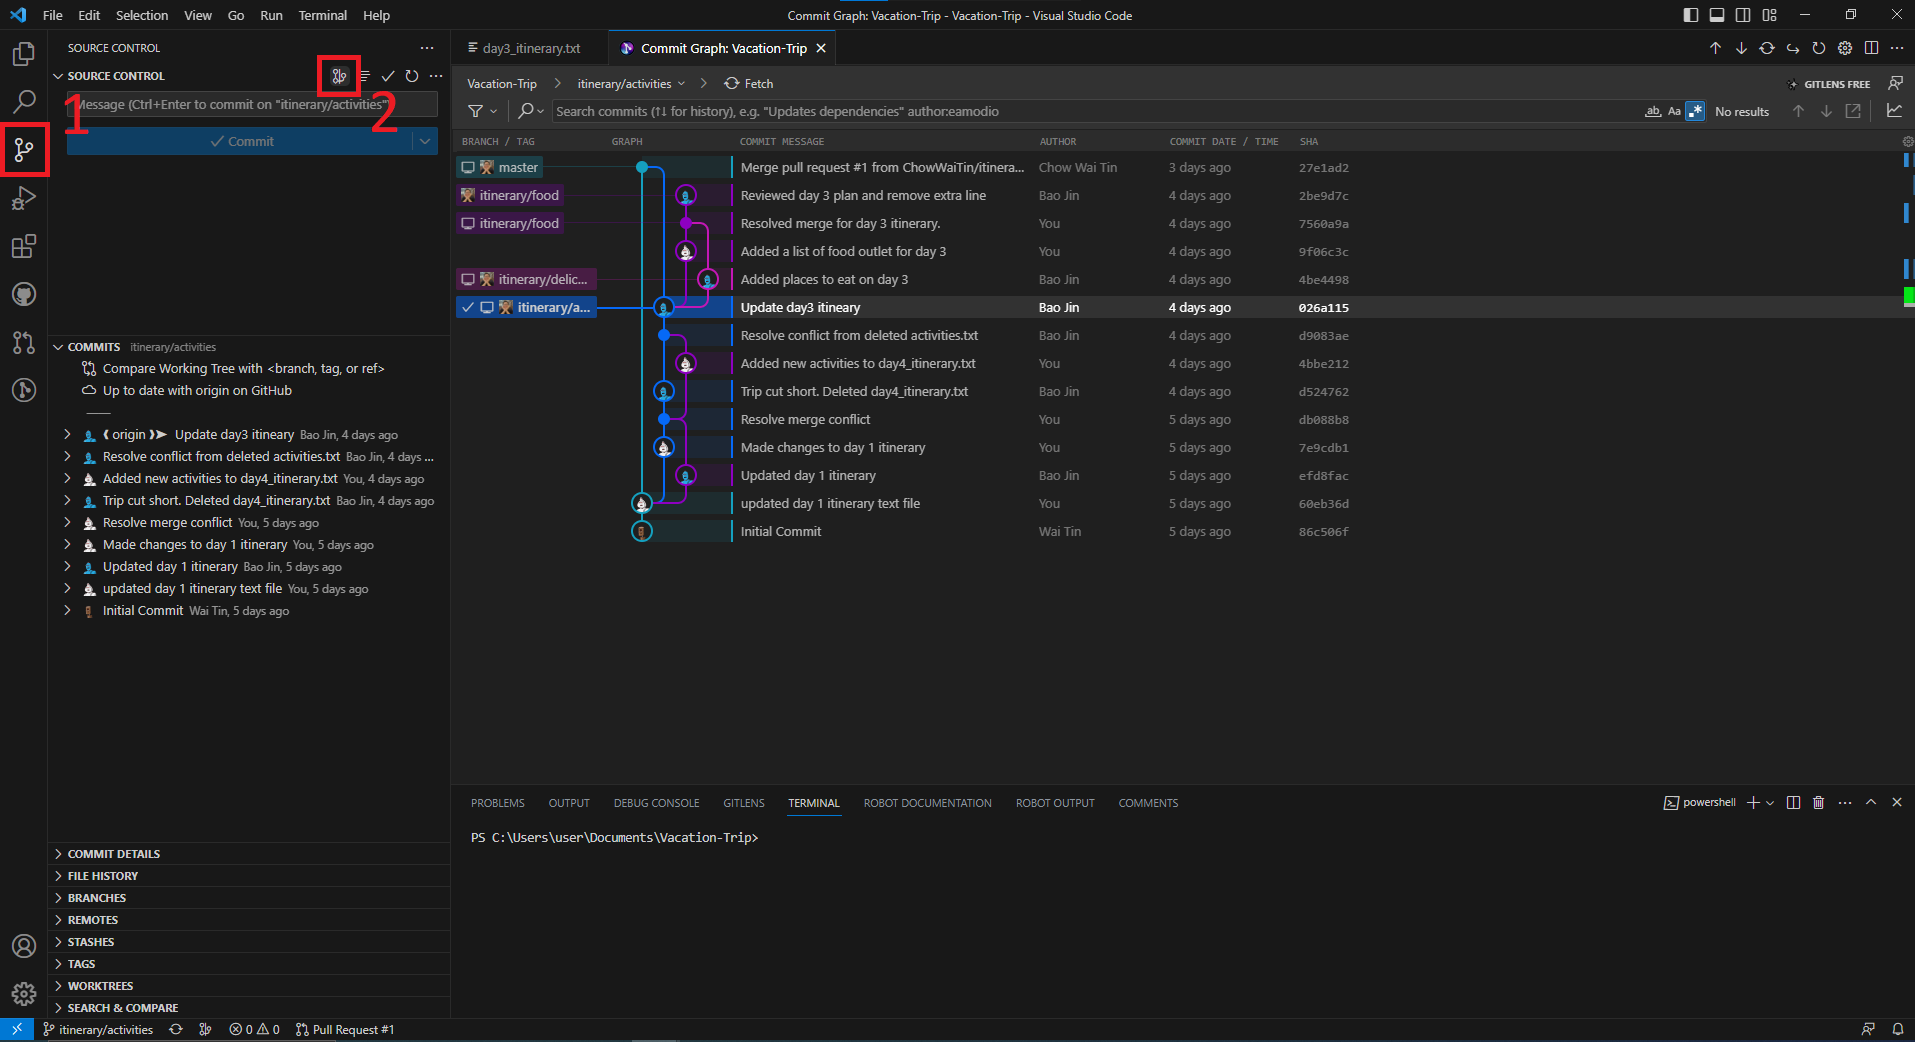 File Edit Selection View Go Run Terminal Help
Commit Graph: Vacation-Trip - Vacation-Trip - Visual Studio Code
SOURCE CONTROL
SOURCE CONTROL
1
2
Message (Ctrl+Enter to commit on "itinerary/activities")
Commit
COMMITS itinerary/activities
Compare Working Tree with <branch, tag, or ref>
Up to date with origin on GitHub
origin Update day3 itineary Bao Jin, 4 days ago
Resolve conflict from deleted activities.txt Bao Jin, 4 days ...
Added new activities to day4_itinerary.txt You, 4 days ago
Trip cut short. Deleted day4_itinerary.txt Bao Jin, 4 days ago
Resolve merge conflict You, 5 days ago
Made changes to day 1 itinerary You, 5 days ago
Updated day 1 itinerary Bao Jin, 5 days ago
updated day 1 itinerary text file You, 5 days ago
Initial Commit Wai Tin, 5 days ago
COMMIT DETAILS
FILE HISTORY
BRANCHES
REMOTES
STASHES
TAGS
WORKTREES
SEARCH & COMPARE
day3_itinerary.txt
Commit Graph: Vacation-Trip
Vacation-Trip itinerary/activities Fetch
GITLENS FREE
Search commits (↑↓ for history), e.g. "Updates dependencies" author:eamodio
ab Aa .* No results
BRANCH / TAG GRAPH COMMIT MESSAGE AUTHOR COMMIT DATE / TIME SHA
master Merge pull request #1 from ChowWaiTin/itinera... Chow Wai Tin 3 days ago 27e1ad2
itinerary/food Reviewed day 3 plan and remove extra line Bao Jin 4 days ago 2be9d7c
itinerary/food Resolved merge for day 3 itinerary. You 4 days ago 7560a9a
Added a list of food outlet for day 3 You 4 days ago 9f06c3c
itinerary/delic... Added places to eat on day 3 Bao Jin 4 days ago 4be4498
itinerary/a... Update day3 itineary Bao Jin 4 days ago 026a115
Resolve conflict from deleted activities.txt Bao Jin 4 days ago d9083ae
Added new activities to day4_itinerary.txt You 4 days ago 4bbe212
Trip cut short. Deleted day4_itinerary.txt Bao Jin 4 days ago d524762
Resolve merge conflict You 5 days ago db088b8
Made changes to day 1 itinerary You 5 days ago 7e9cdb1
Updated day 1 itinerary Bao Jin 5 days ago efd8fac
updated day 1 itinerary text file You 5 days ago 60eb36d
Initial Commit Wai Tin 5 days ago 86c506f
PROBLEMS OUTPUT DEBUG CONSOLE GITLENS TERMINAL ROBOT DOCUMENTATION ROBOT OUTPUT COMMENTS
powershell
PS C:\Users\user\Documents\Vacation-Trip>
itinerary/activities 0 0 Pull Request #1